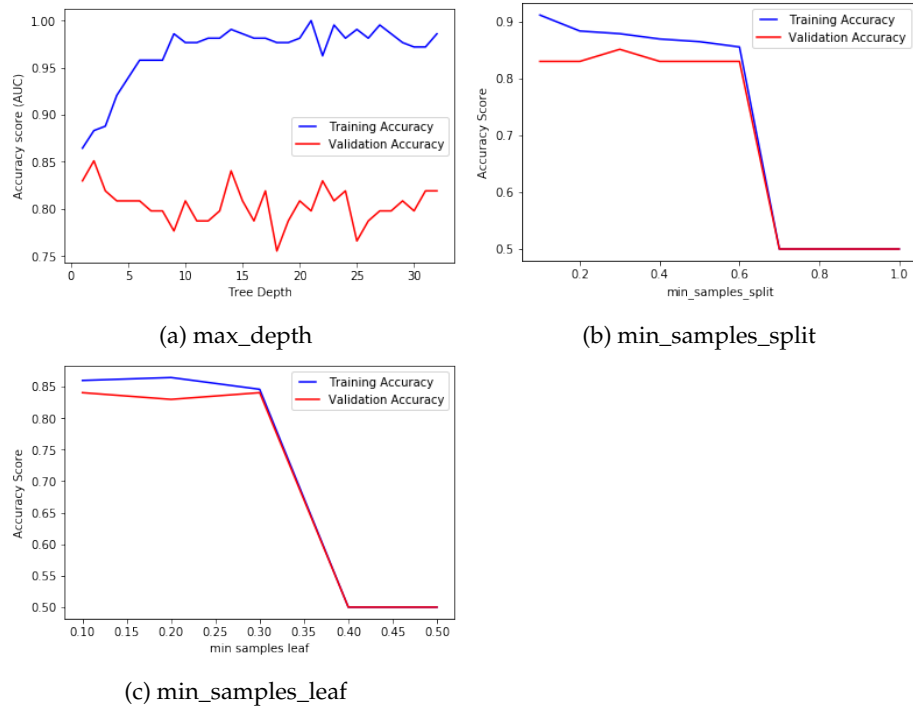 1.00
0.95
0.90
0.85
0.80
0.75
Accuracy score (AUC)
Training Accuracy
Validation Accuracy
0 5 10 15 20 25 30
Tree Depth
(a) max_depth
0.9
0.8
0.7
0.6
0.5
Accuracy Score
Training Accuracy
Validation Accuracy
0.2 0.4 0.6 0.8 1.0
min_samples_split
(b) min_samples_split
0.85
0.80
0.75
0.70
0.65
0.60
0.55
0.50
Accuracy Score
Training Accuracy
Validation Accuracy
0.10 0.15 0.20 0.25 0.30 0.35 0.40 0.45 0.50
min samples leaf
(c) min_samples_leaf